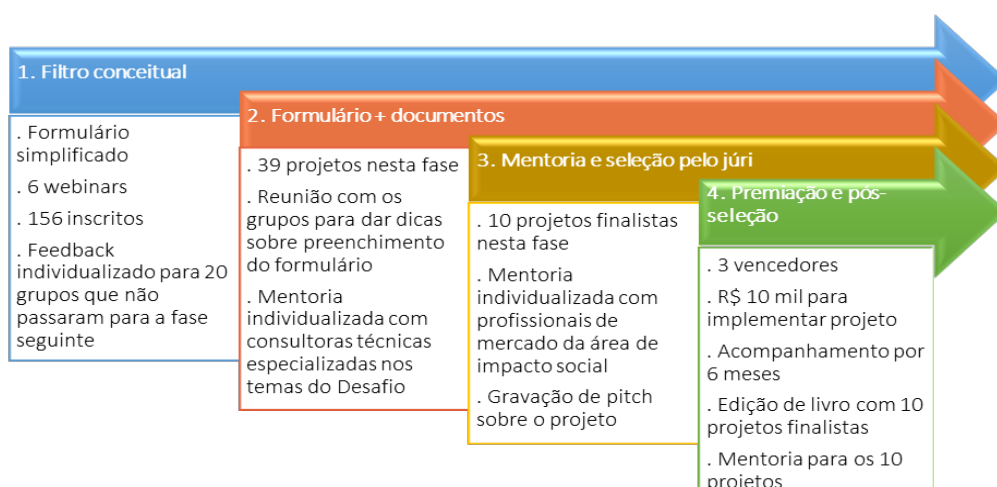 1. Filtro conceitual
. Formulário
simplificado
. 6 webinars
. 156 inscritos
. Feedback
individualizado para 20
grupos que não
passaram para a fase
seguinte
2. Formulário + documentos
. 39 projetos nesta fase
. Reunião com os
grupos para dar dicas
sobre preenchimento
do formulário
. Mentoria
individualizada com
consultoras técnicas
especializadas nos
temas do Desafio
3. Mentoria e seleção pelo júri
. 10 projetos finalistas
nesta fase
. Mentoria
individualizada com
profissionais de
mercado da área de
impacto social
. Gravação de pitch
sobre o projeto
4. Premiação e pós-
seleção
. 3 vencedores
. R$ 10 mil para
implementar projeto
. Acompanhamento por
6 meses
. Edição de livro com 10
projetos finalistas
. Mentoria para os 10
projetos